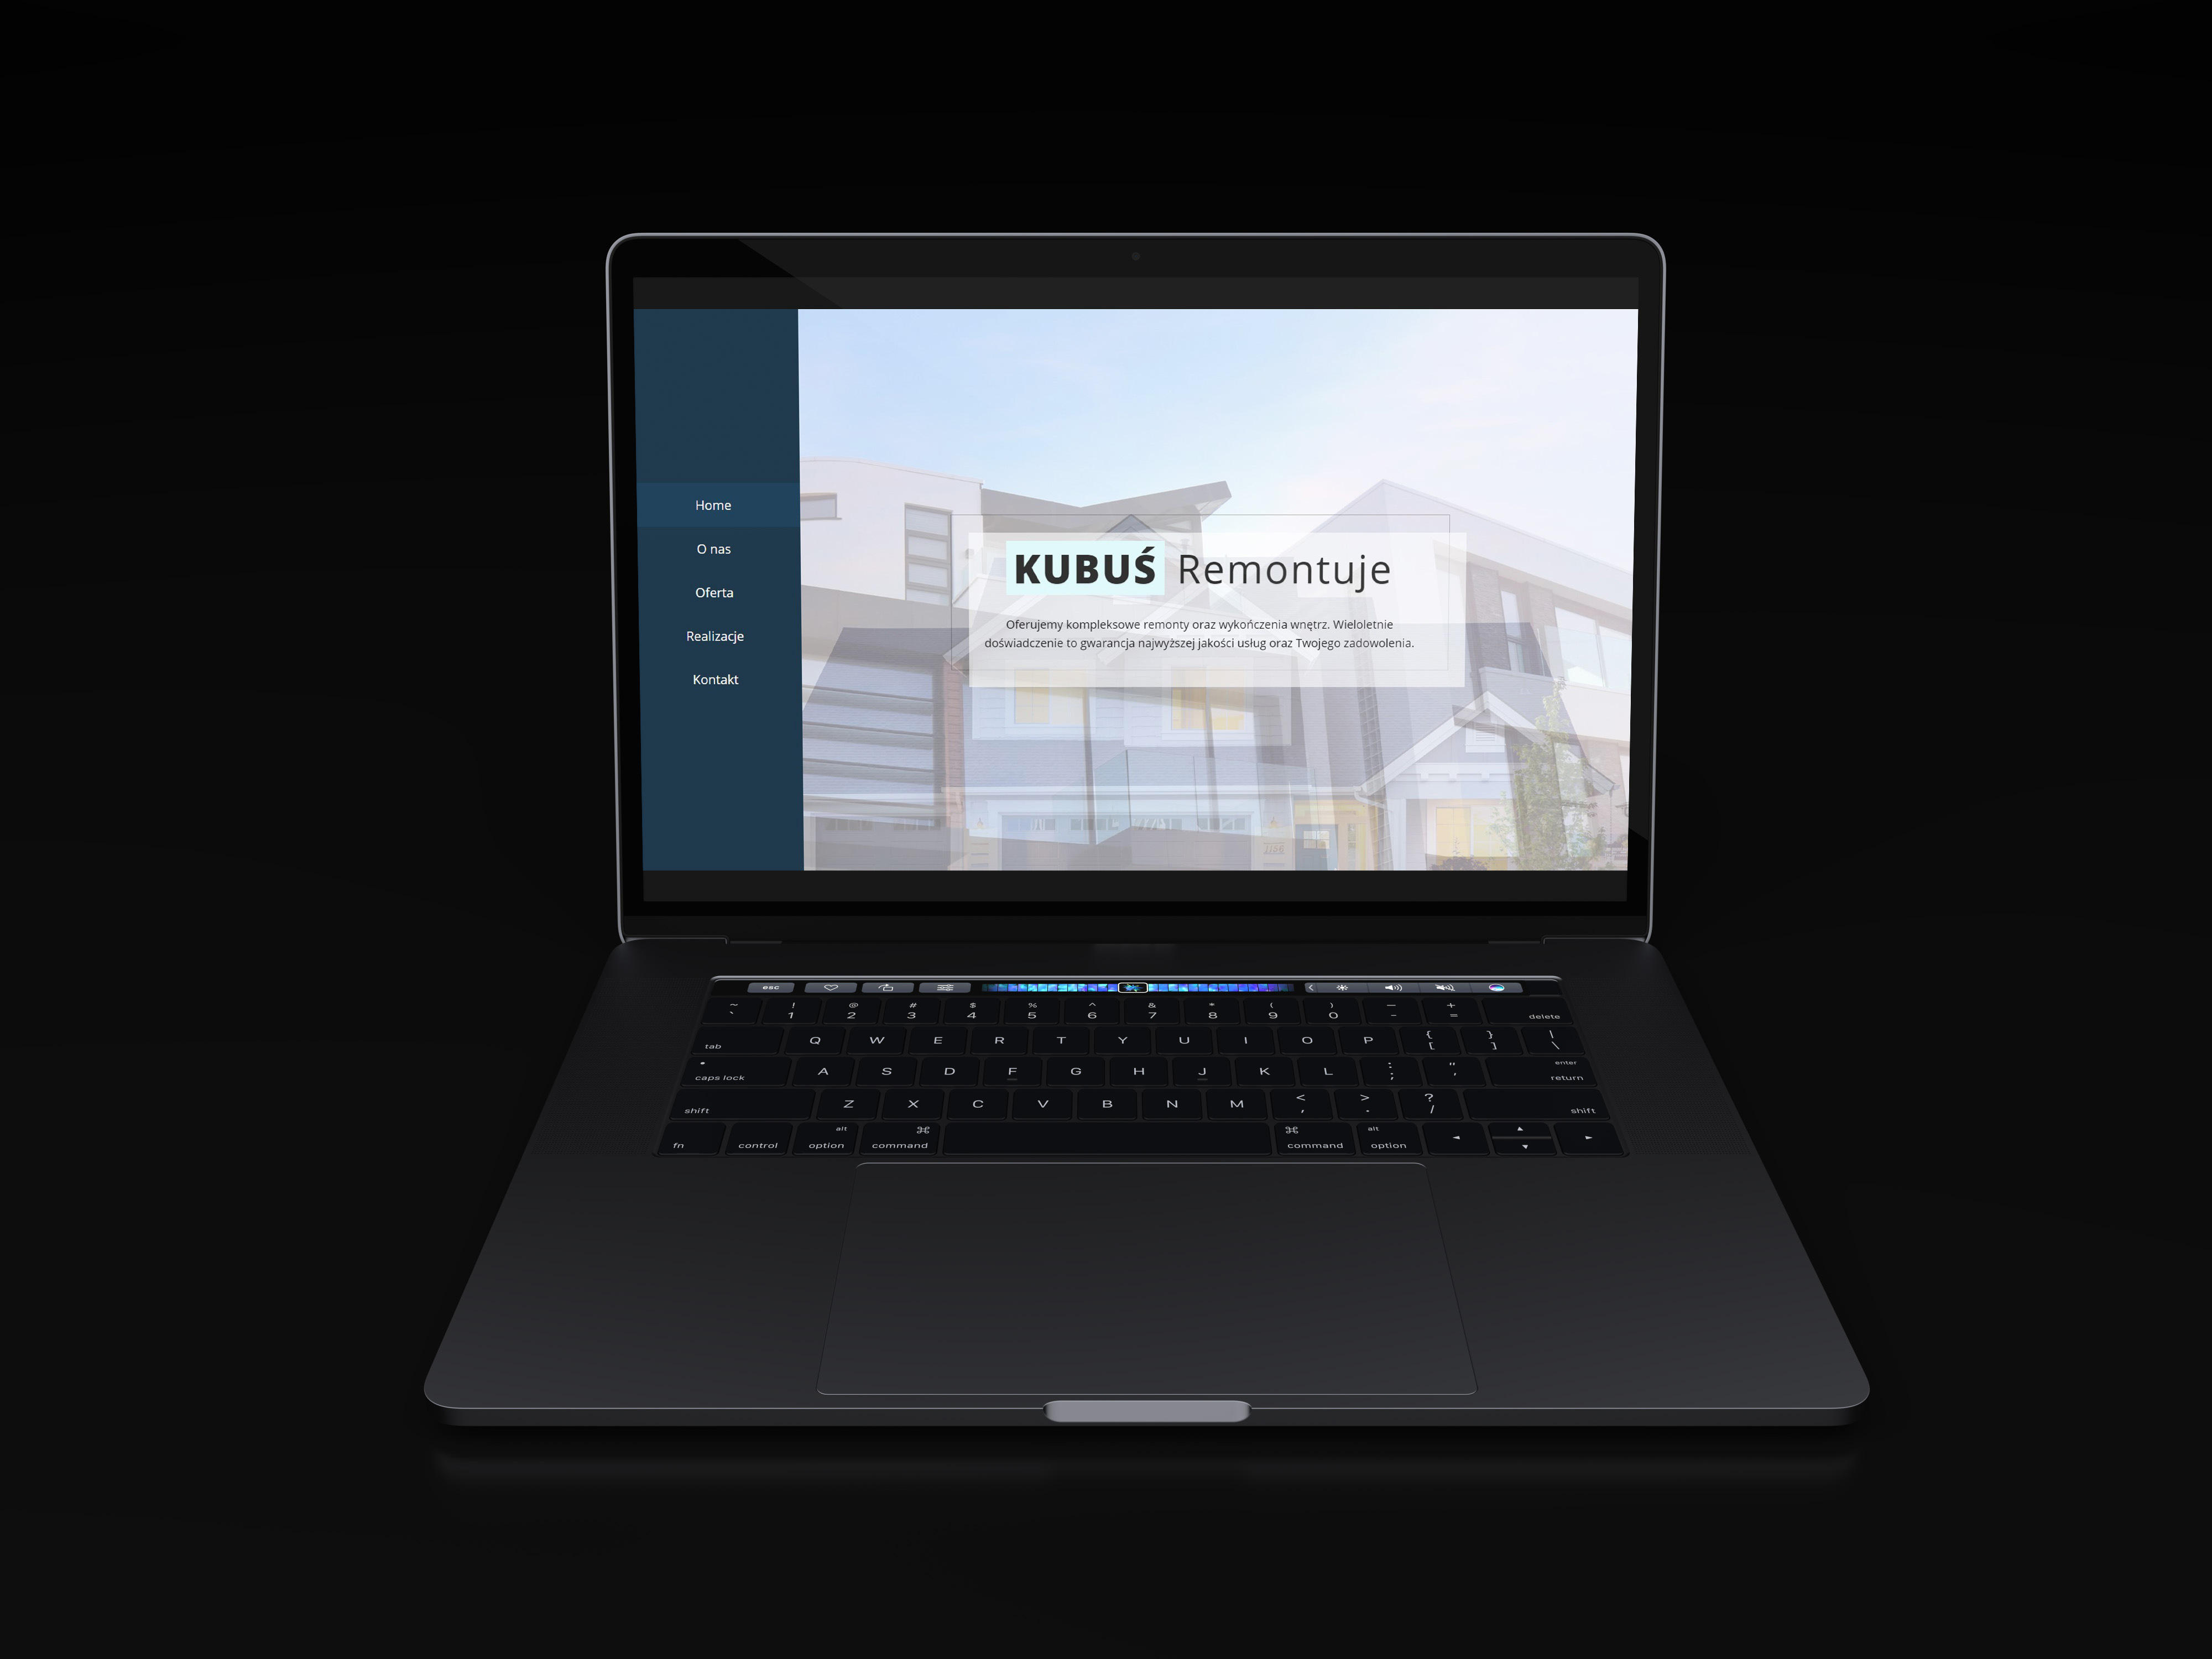 Home
O nas
Oferta
Realizacje
Kontakt
KUBUŚ Remontuje
Oferujemy kompleksowe remonty oraz wykończenia wnętrz. Wieloletnie
doświadczenie to gwarancja najwyższej jakości usług oraz Twojego zadowolenia.
esc
~ ! @ # $ % ^ & * ( ) — +
` 1 2 3 4 5 6 7 8 9 0 - = delete
tab Q W E R T Y U I O P { [ } ] | \
caps lock A S D F G H J K L : ; " ' enter return
shift Z X C V B N M < , > . ? / shift
fn control alt option ⌘ command ⌘ command alt option ◄ ▲ ▼ ►